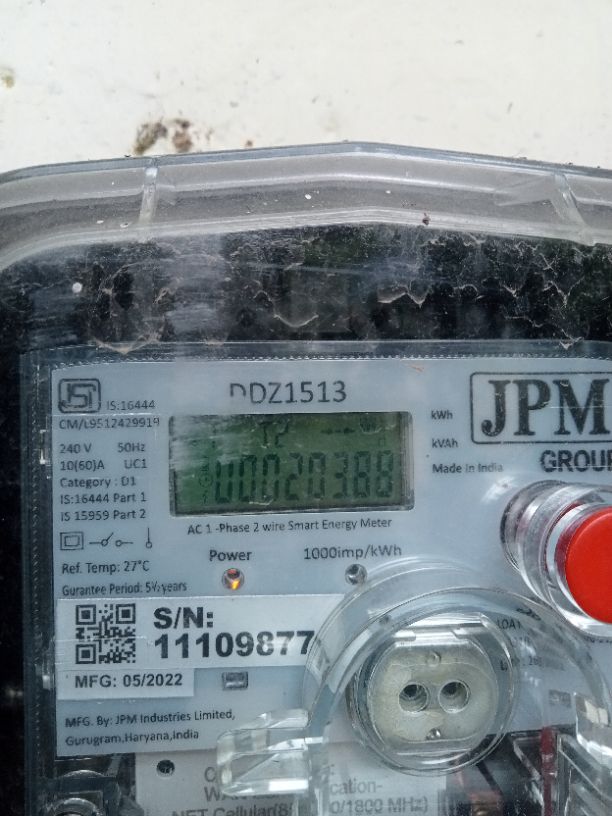 IS:16444
CM/L9512429919
240 V 50Hz
10(60)A UC1
Category : D1
IS:16444 Part 1
IS 15959 Part 2
Ref. Temp: 27°C
Gurantee Period: 5½ years
DDZ1513
T2
00020388
AC 1 -Phase 2 wire Smart Energy Meter
Power 1000imp/kWh
kWh
kVAh
Made in India
JPM
GROUP
S/N:
11109877
MFG: 05/2022
MFG. By: JPM Industries Limited,
Gurugram,Haryana,India